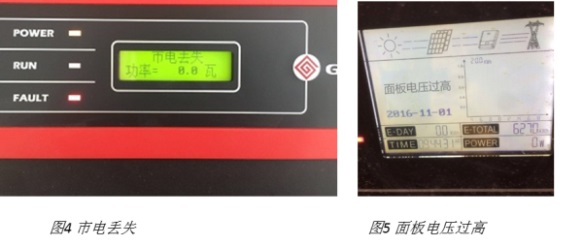 POWER
RUN
FAULT
市电丢失
功率= 0.0 瓦
G
面板电压过高
2016-11-01
E-DAY
E-TOTAL 6270
TIME
POWER 0W
图4 市电丢失
图5 面板电压过高